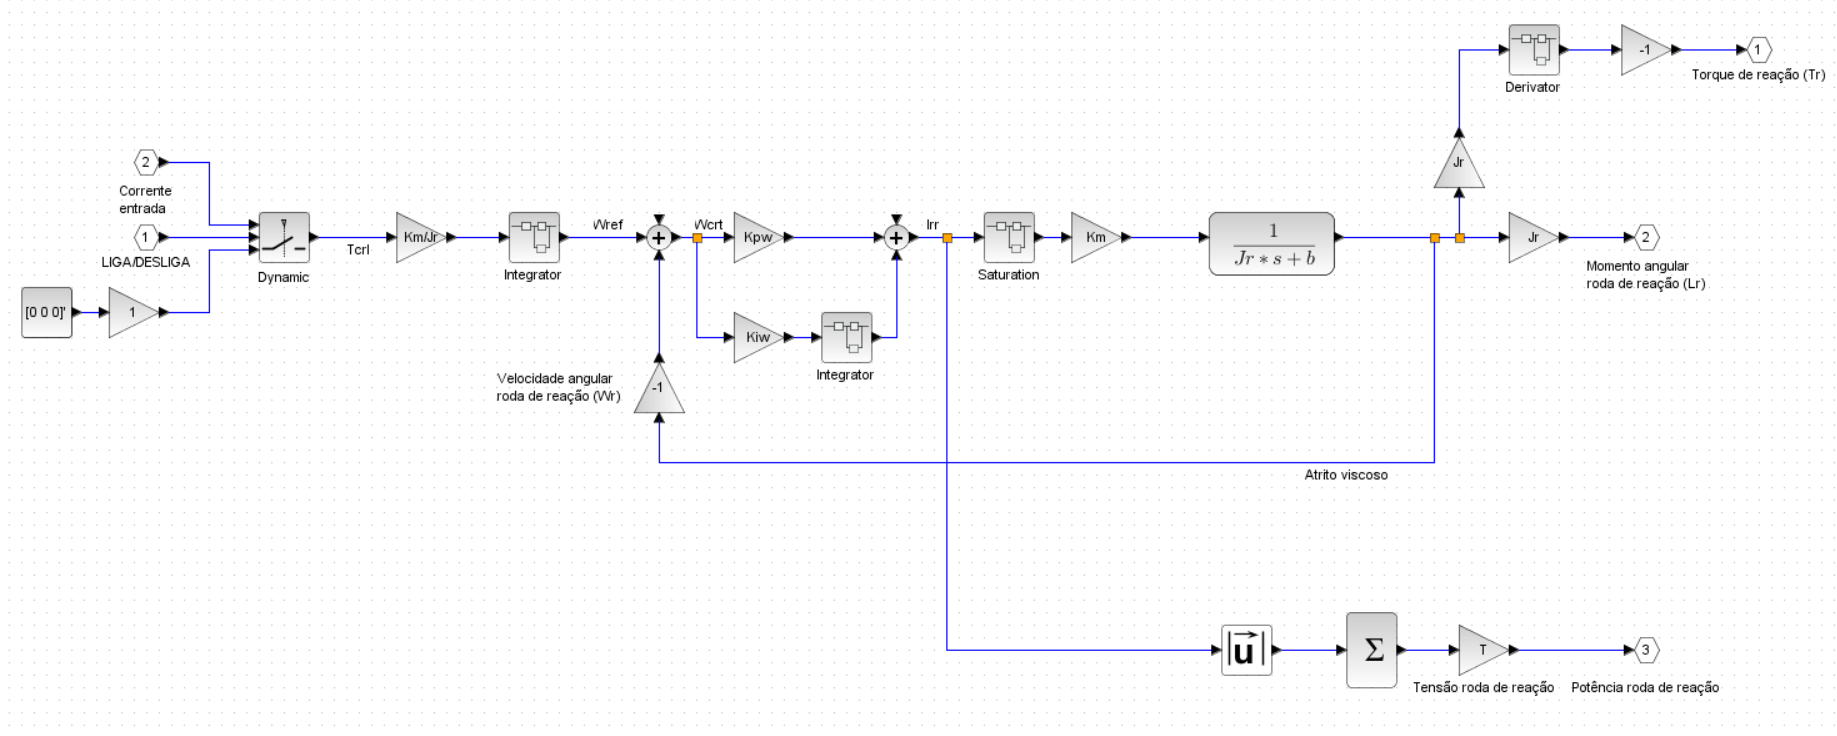 Derivator
-1
1
Torque de reação (Tr)
2
Corrente
entrada
1
LIGA/DESLIGA
Dynamic
[0 0 0]'
1
Tcrl
Km/Jr
Integrator
Wref
+
Wcrt
Kpw
Kiw
Integrator
+
Irr
Saturation
Km
1
Jr * s + b
Jr
Jr
2
Momento angular
roda de reação (Lr)
Velocidade angular
roda de reação (Wr)
-1
Atrito viscoso
|u|
Σ
T
3
Tensão roda de reação
Potência roda de reação